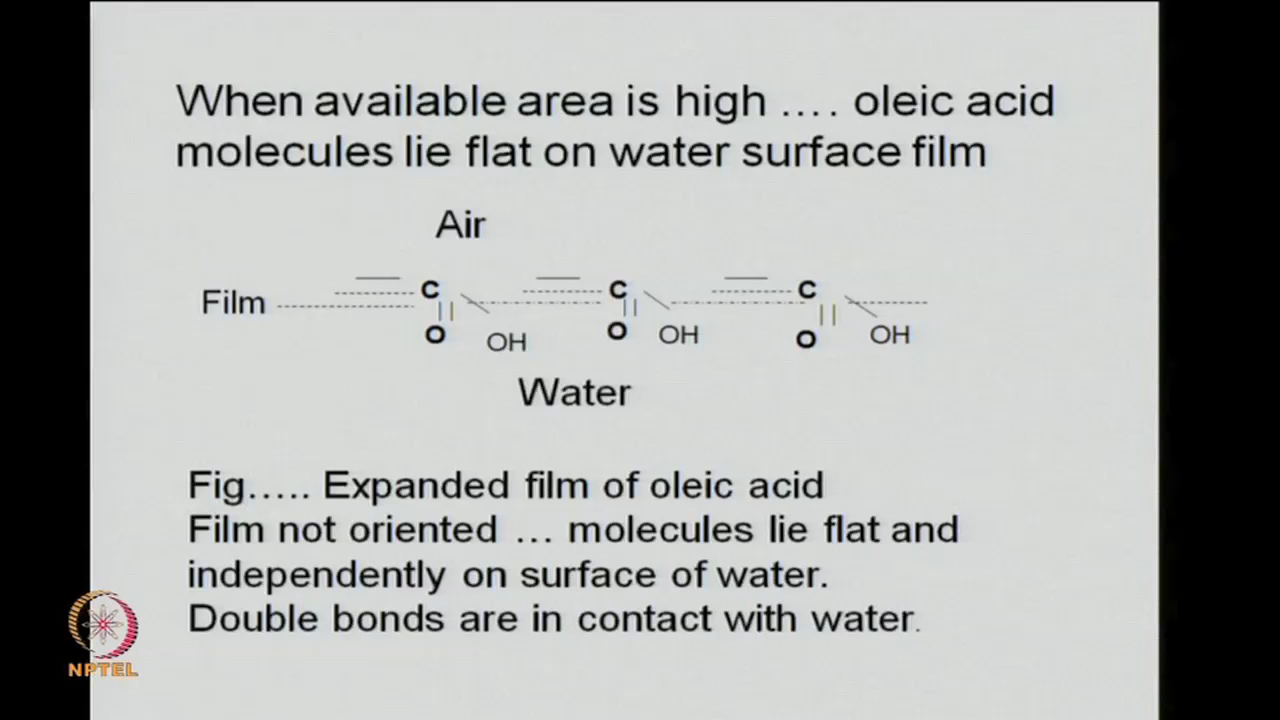 When available area is high .... oleic acid
molecules lie flat on water surface film
Air
Film C C C
O OH O OH O OH
Water
Fig..... Expanded film of oleic acid
Film not oriented ... molecules lie flat and
independently on surface of water.
Double bonds are in contact with water.
NPTEL